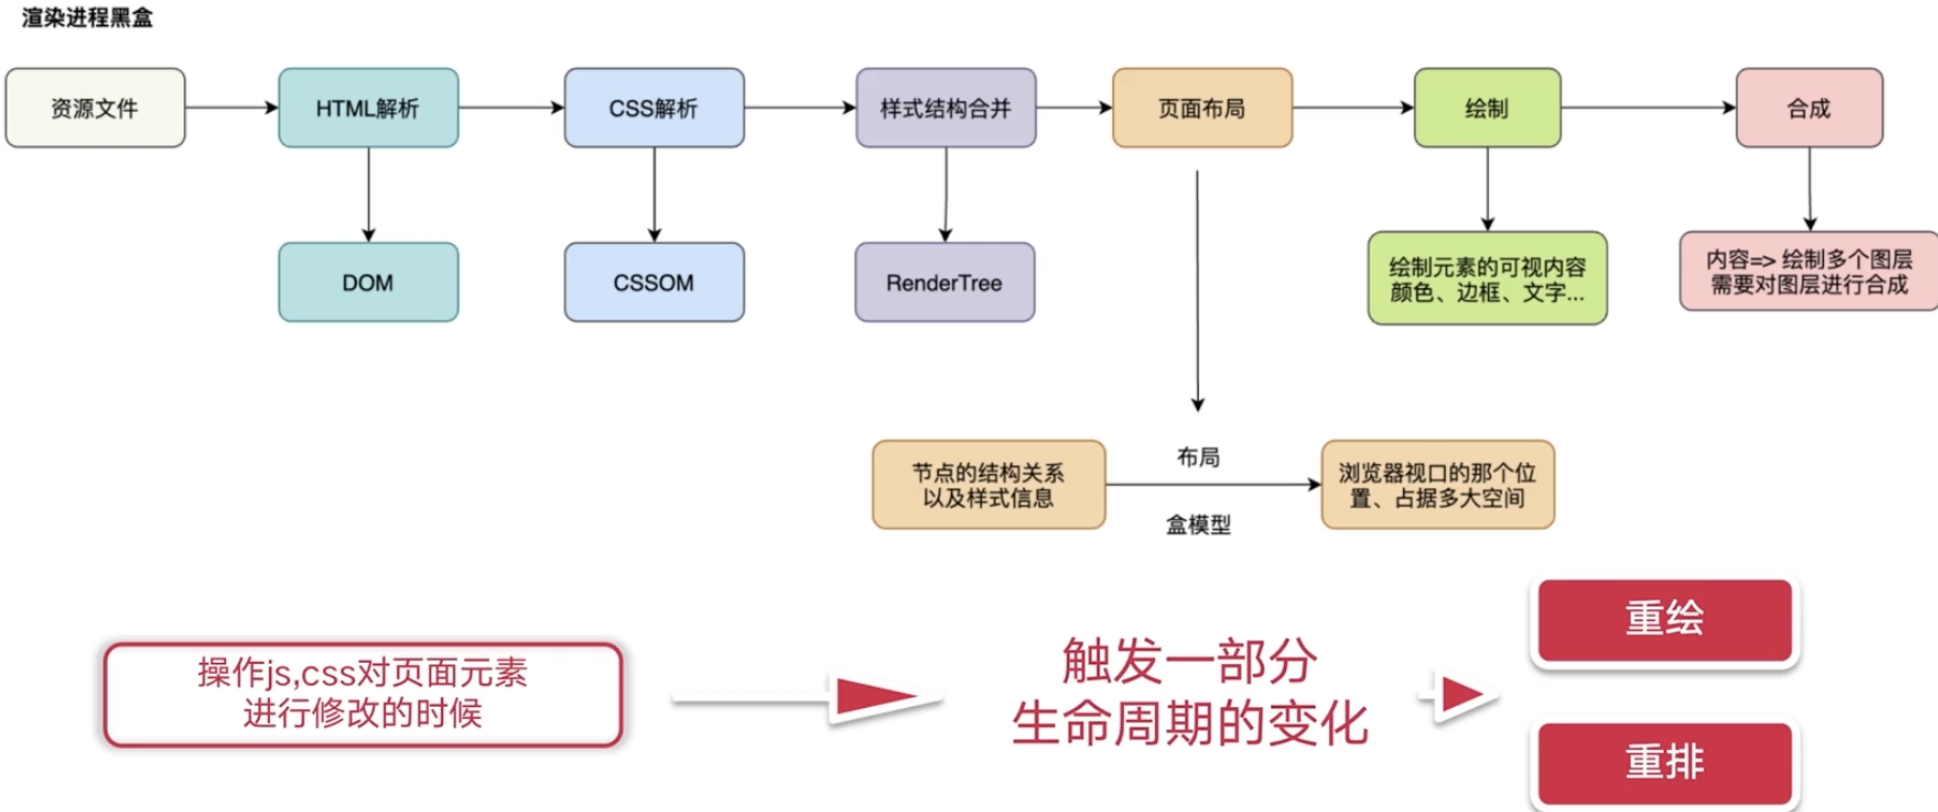 渲染进程黑盒
资源文件
HTML解析
CSS解析
样式结构合并
页面布局
绘制
合成
DOM
CSSOM
RenderTree
绘制元素的可视内容
颜色、边框、文字...
内容=> 绘制多个图层
需要对图层进行合成
节点的结构关系
以及样式信息
布局
盒模型
浏览器视口的那个位
置、占据多大空间
操作js,css对页面元素
进行修改的时候
触发一部分
生命周期的变化
重绘
重排